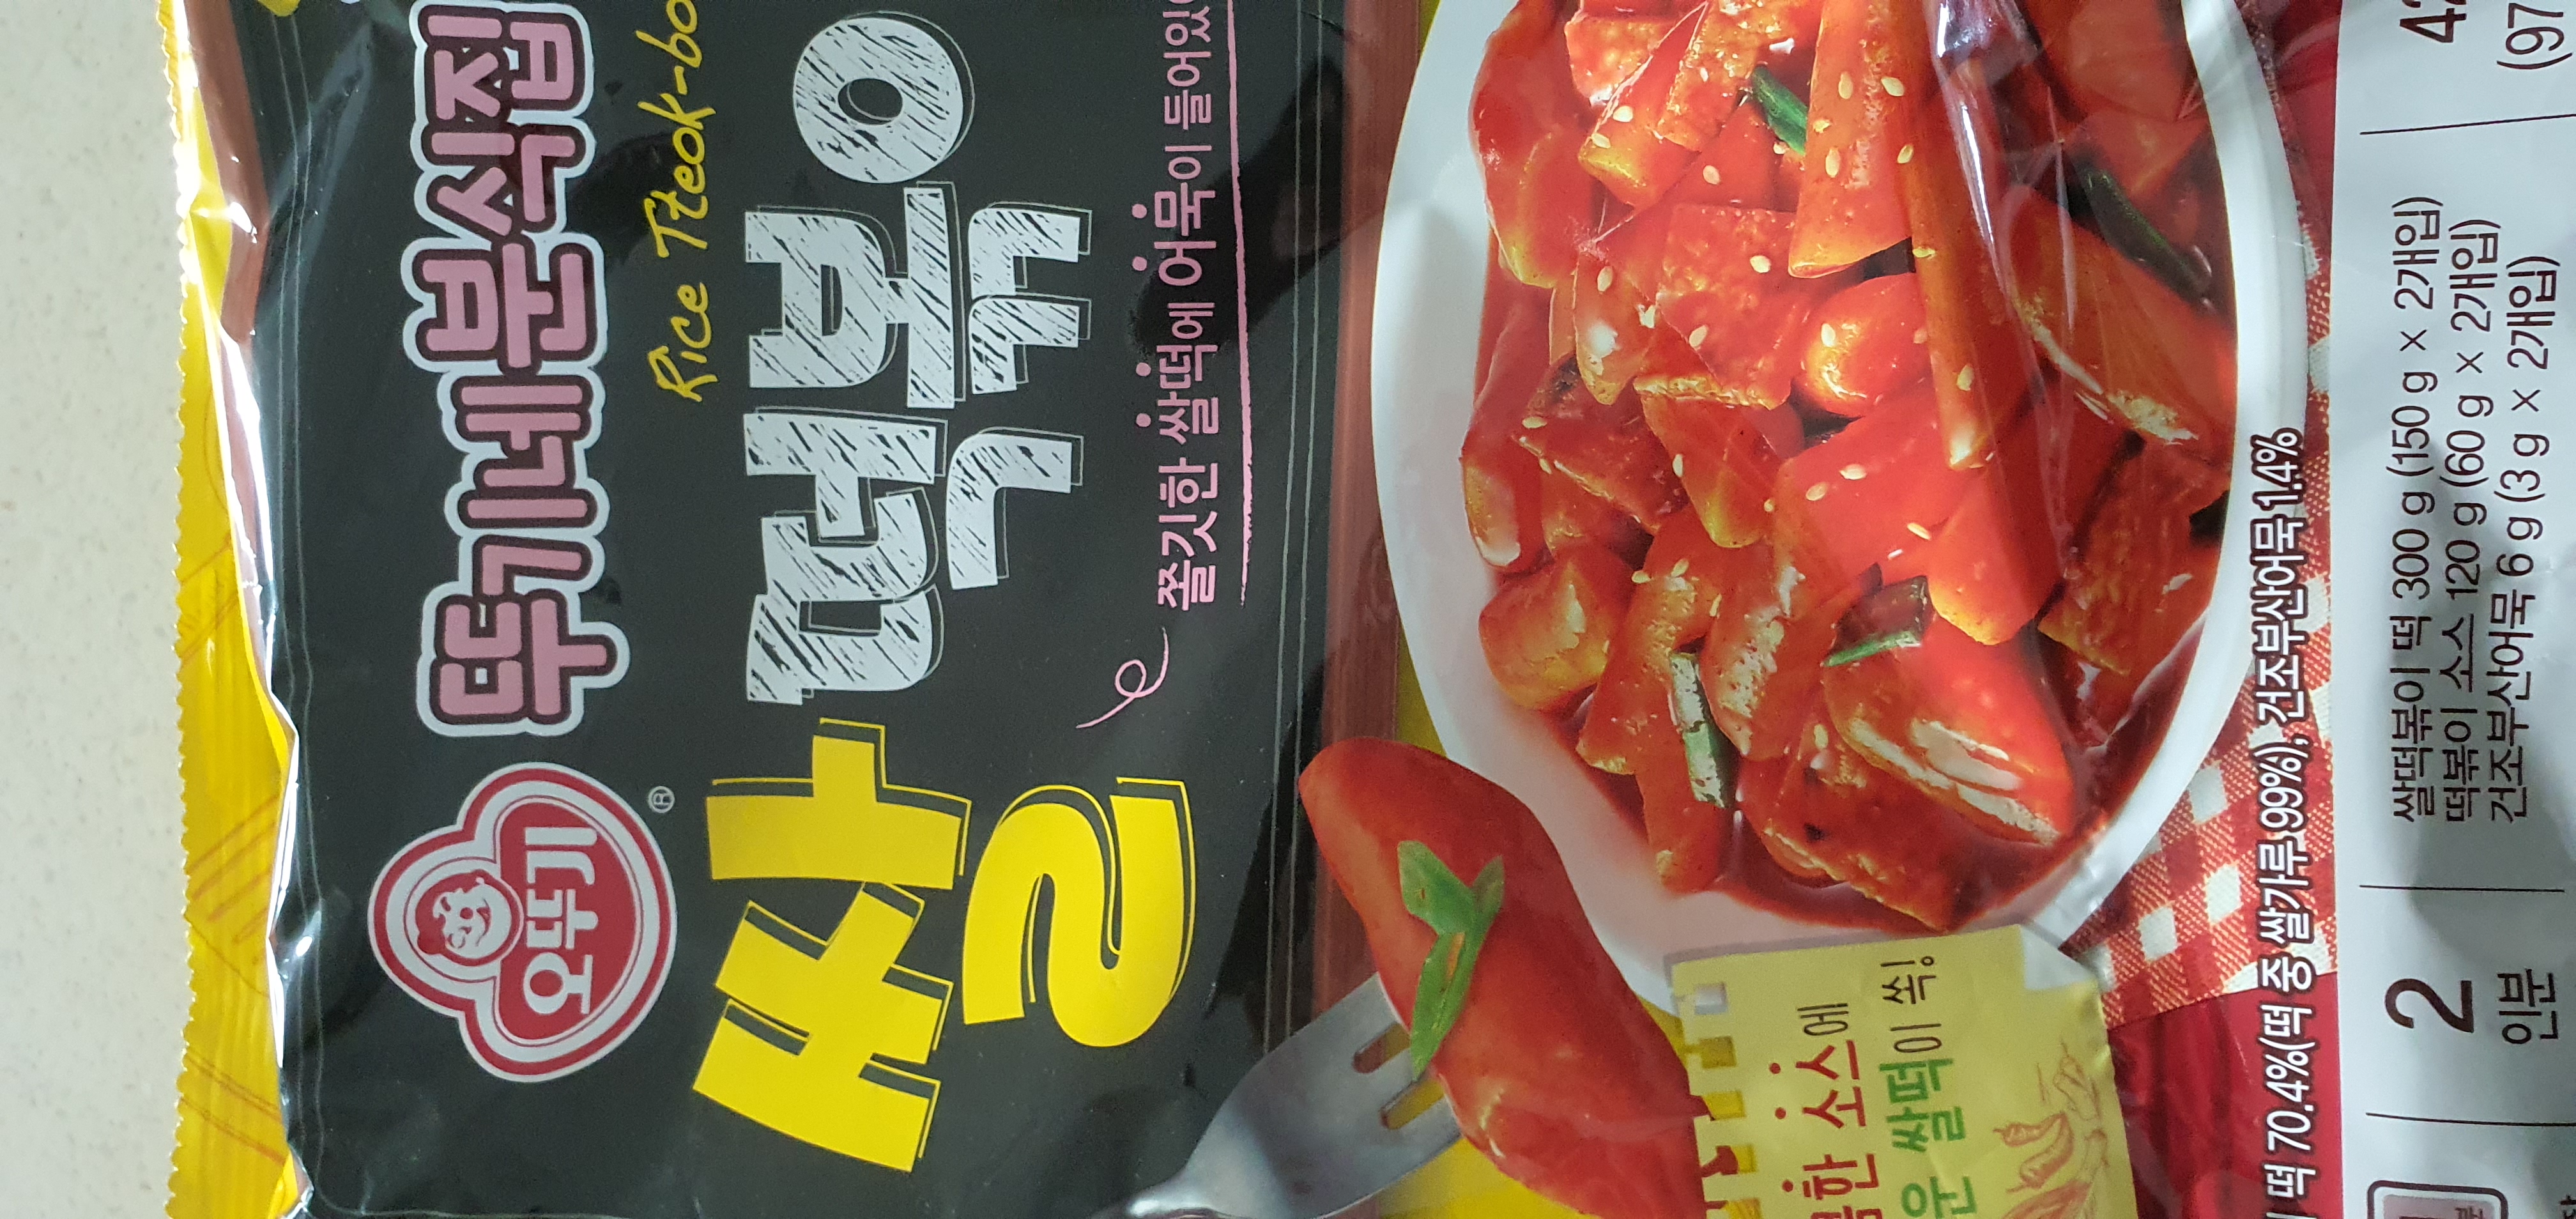 오뚜기
®
뚜기네분식집
Rice Tteok-bo
쌀떡볶이
쫄깃한 쌀떡에 어묵이 들어있
소스에
쌀떡이 쏙!
떡 70.4%(떡 중 쌀가루 99%), 건조부산어묵 1.4%
2
인분
쌀떡볶이 떡 300 g (150 g × 2개입)
떡볶이 소스 120 g (60 g × 2개입)
건조부산어묵 6 g (3 g × 2개입)
(97